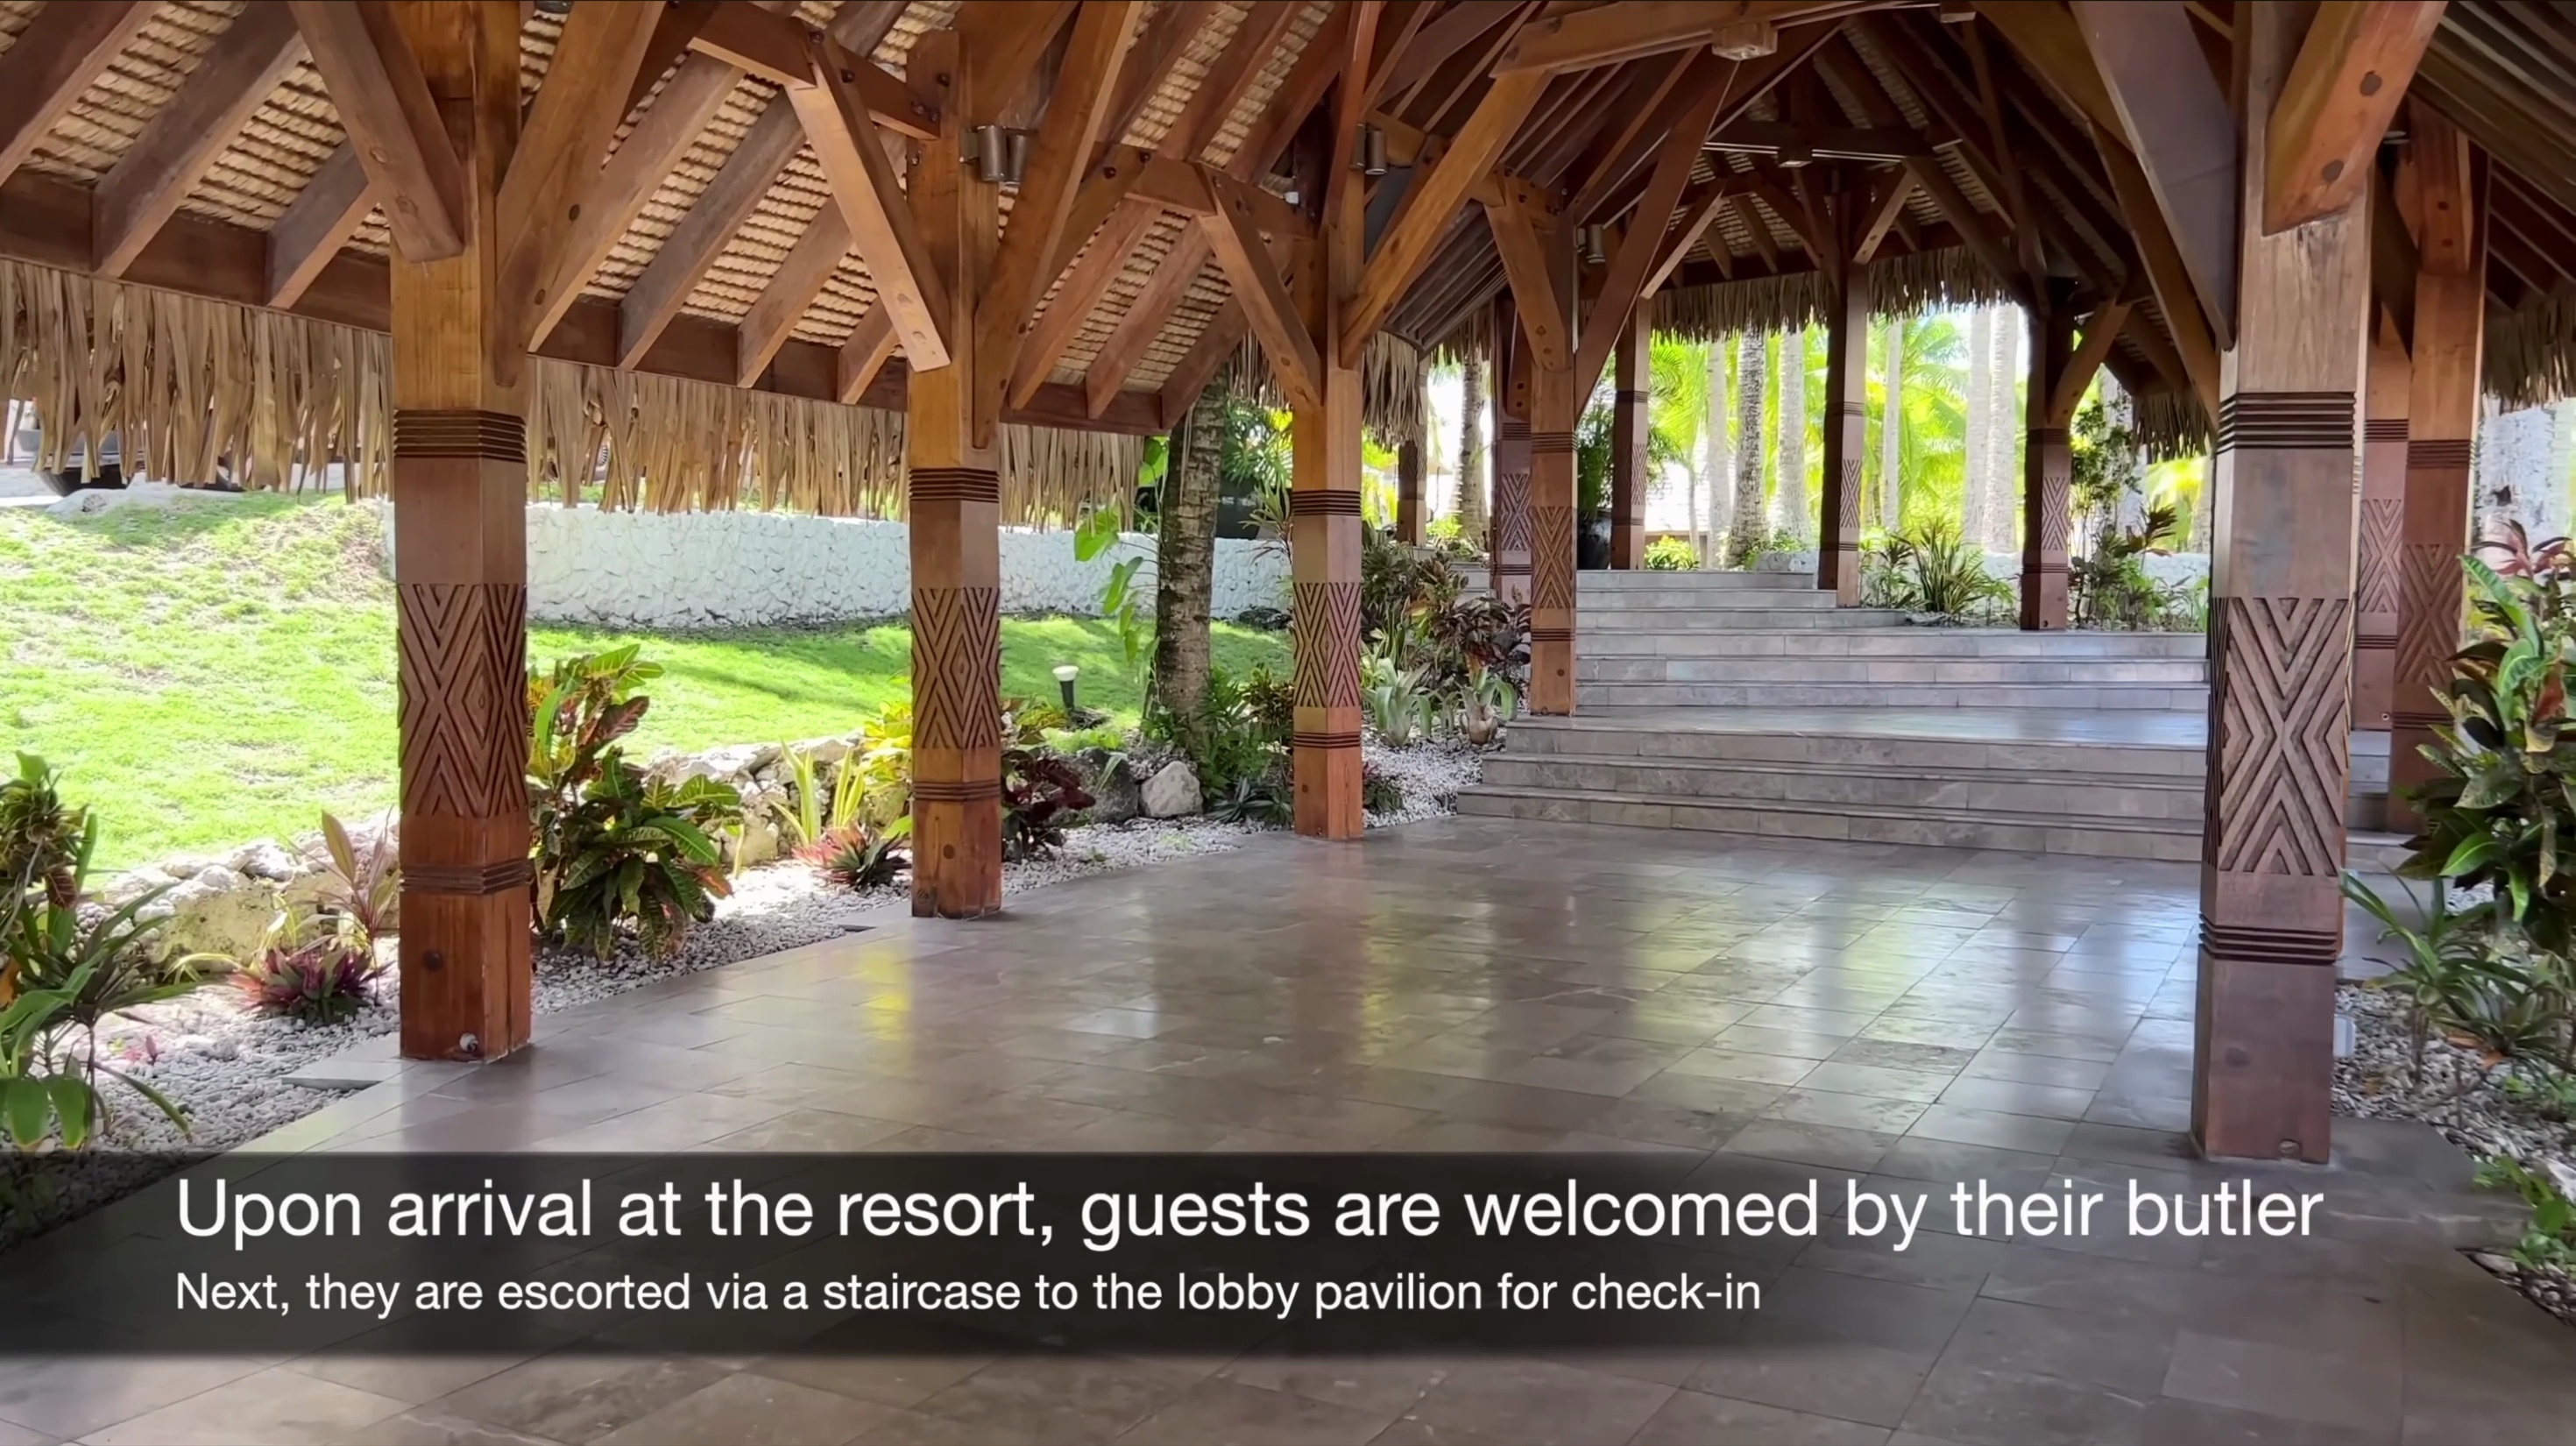 Upon arrival at the resort, guests are welcomed by their butler
Next, they are escorted via a staircase to the lobby pavilion for check-in